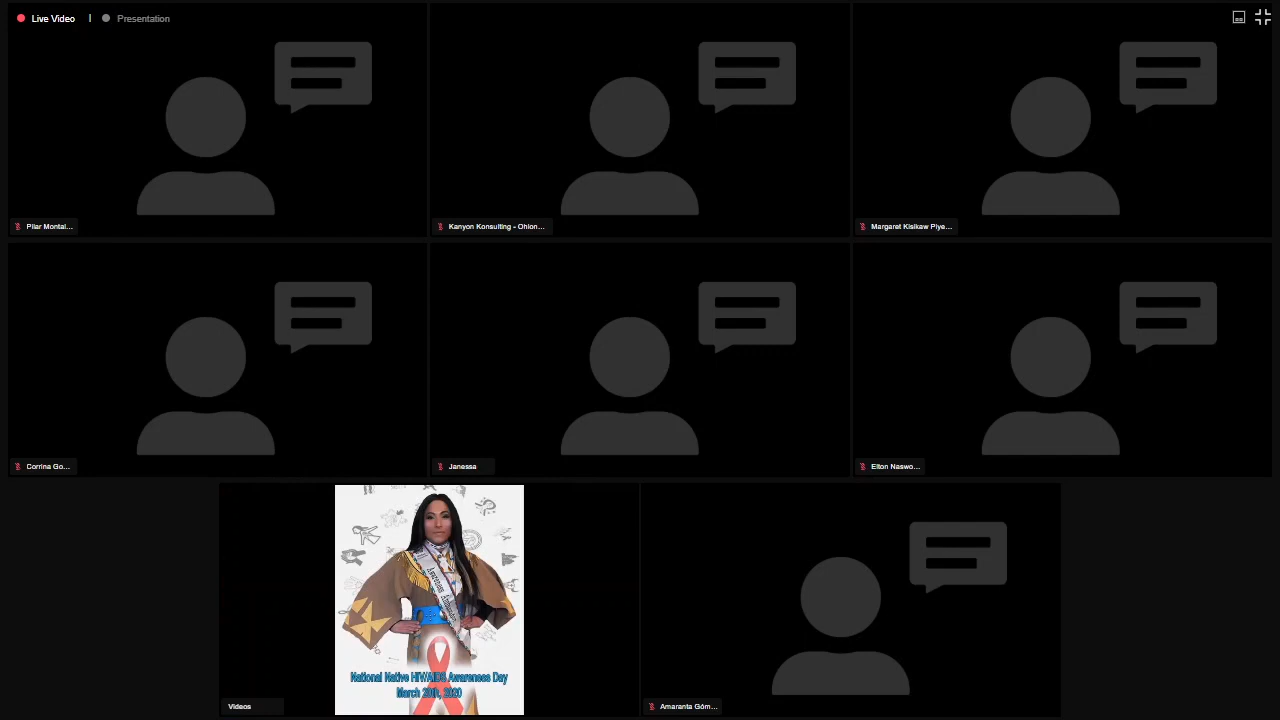 Live Video
Presentation
Pilar Montal...
Kanyon Konsulting - Ohlon...
Margaret Kisikaw Piye...
Corrina Go...
Janessa
Elton Naswo...
National Native HIV/AIDS Awareness Day
March 20th, 2020
Videos
Amaranta Góm...